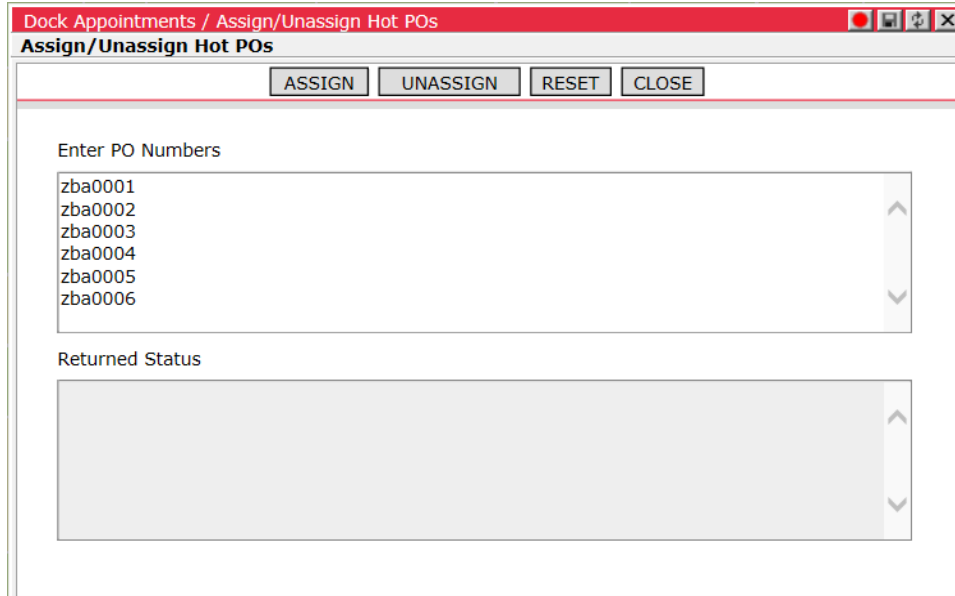 Dock Appointments / Assign/Unassign Hot POs
Assign/Unassign Hot POs
ASSIGN UNASSIGN RESET CLOSE
Enter PO Numbers
zba0001
zba0002
zba0003
zba0004
zba0005
zba0006
Returned Status